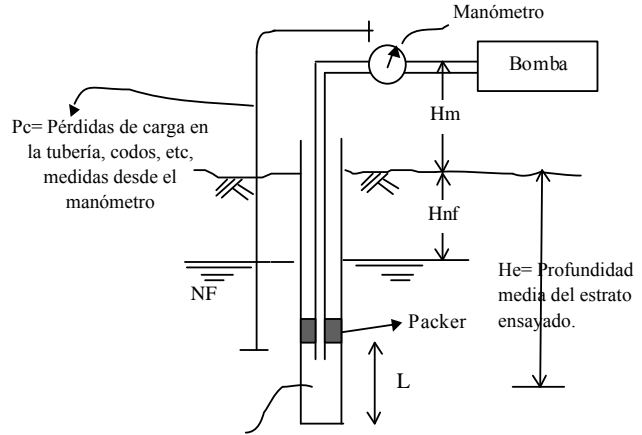 Manómetro
Bomba
Hm
Pc= Pérdidas de carga en
la tubería, codos, etc,
medidas desde el
manómetro
Hnf
NF
He= Profundidad
media del estrato
ensayado.
Packer
L